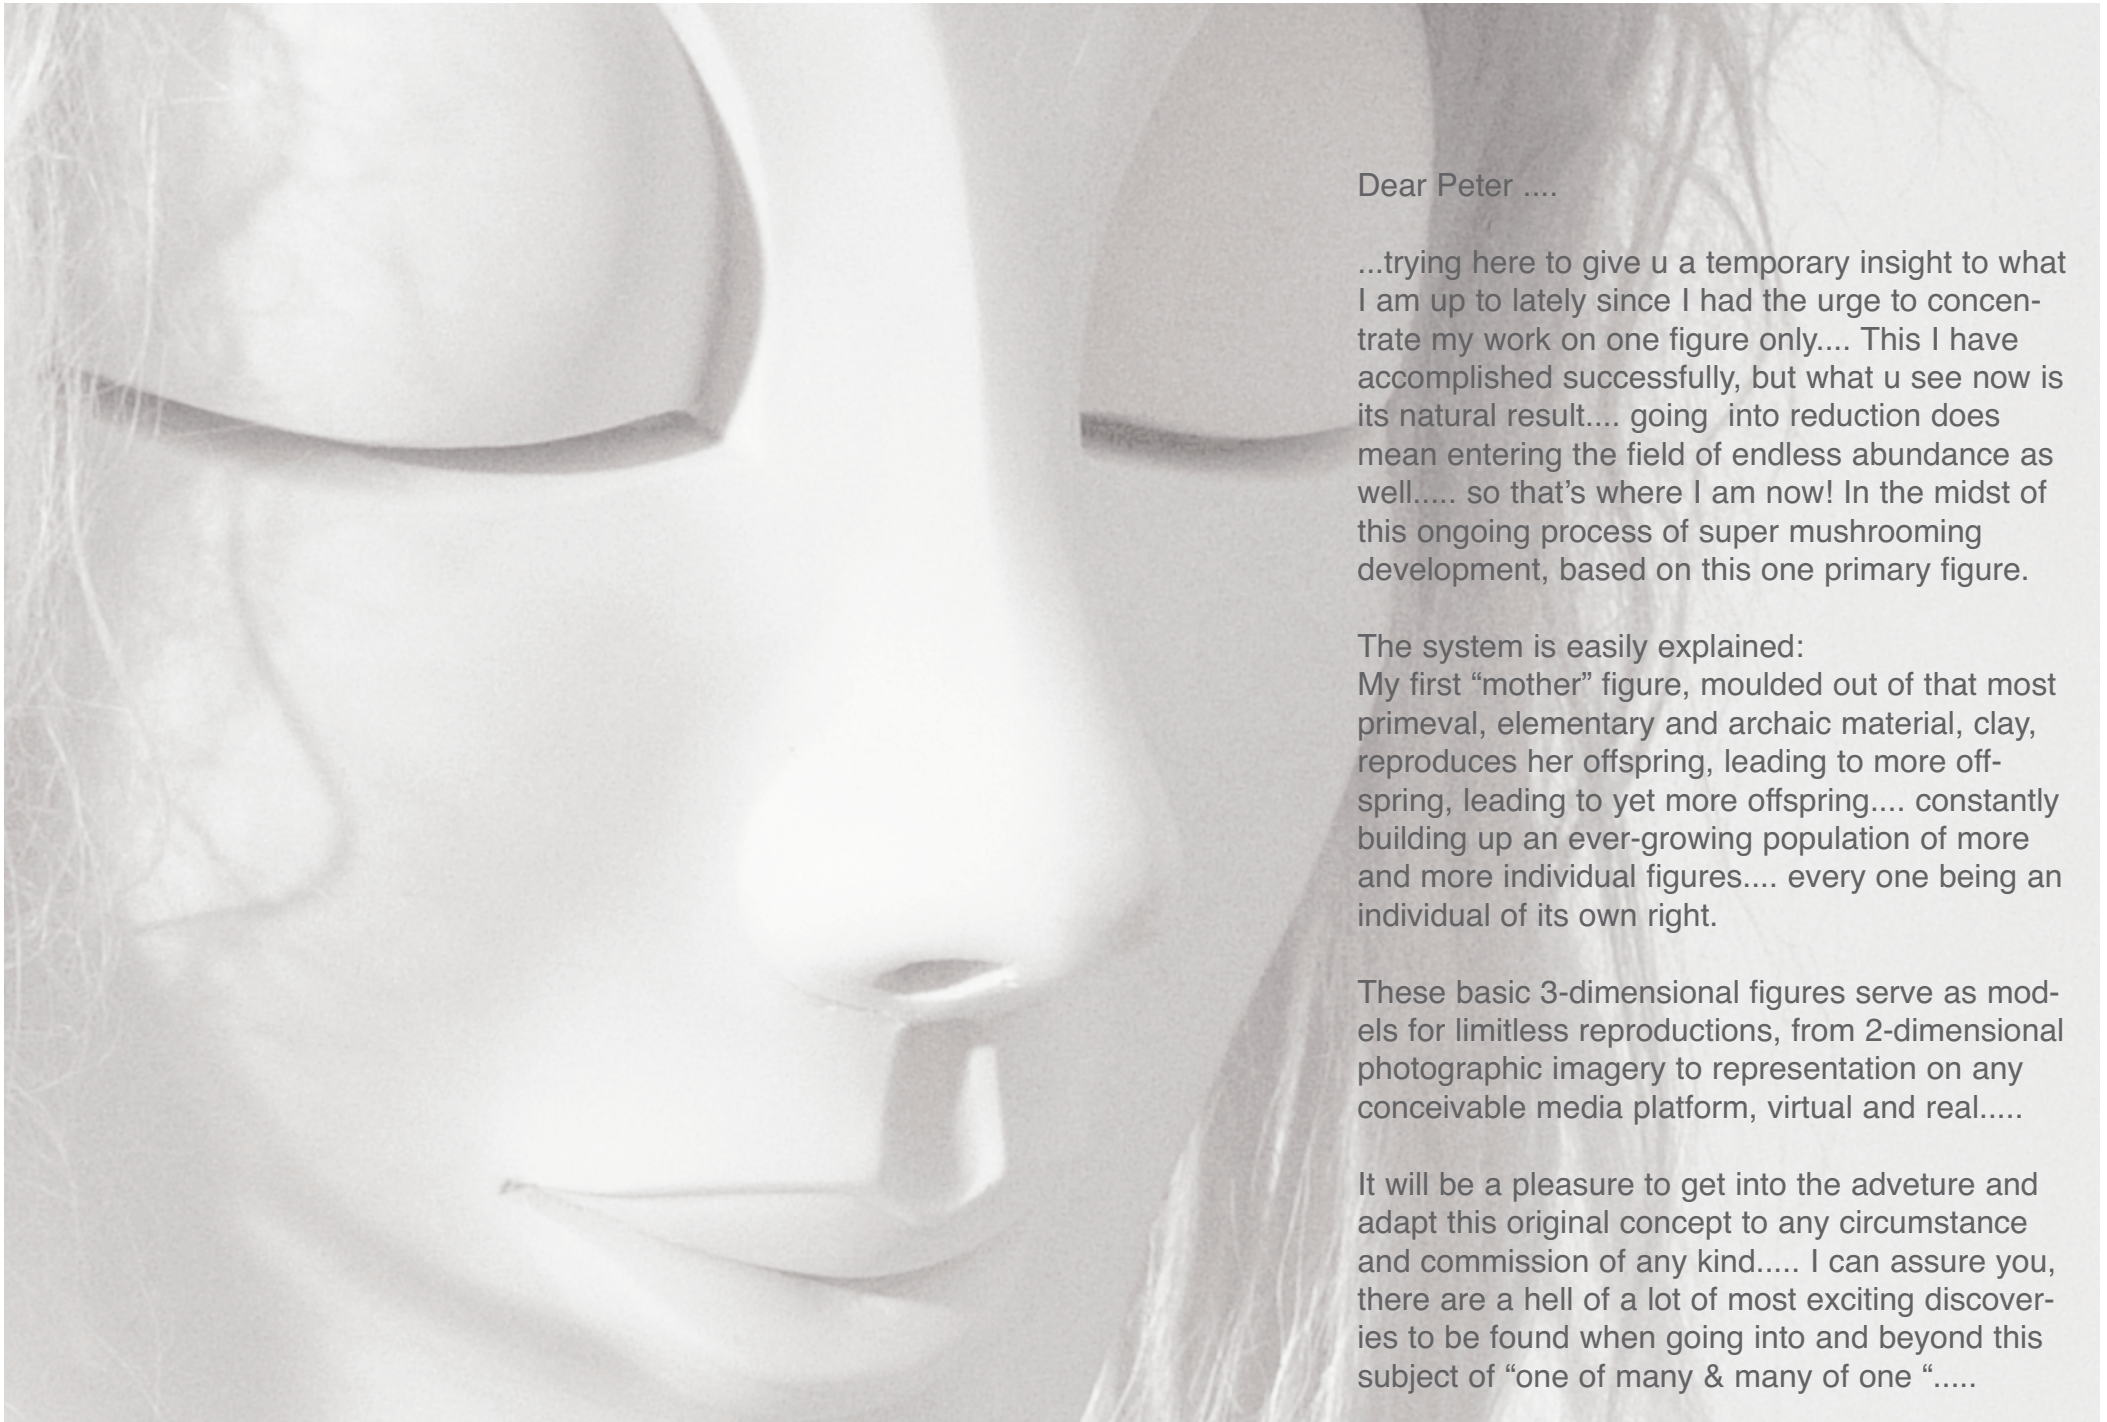 Dear Peter ....
...trying here to give u a temporary insight to what
I am up to lately since I had the urge to concen-
trate my work on one figure only.... This I have
accomplished successfully, but what u see now is
its natural result.... going  into reduction does
mean entering the field of endless abundance as
well..... so that’s where I am now! In the midst of
this ongoing process of super mushrooming
development, based on this one primary figure.
The system is easily explained:
My first “mother” figure, moulded out of that most
primeval, elementary and archaic material, clay,
reproduces her offspring, leading to more off-
spring, leading to yet more offspring.... constantly
building up an ever-growing population of more
and more individual figures.... every one being an
individual of its own right.
These basic 3-dimensional figures serve as mod-
els for limitless reproductions, from 2-dimensional
photographic imagery to representation on any
conceivable media platform, virtual and real.....
It will be a pleasure to get into the adveture and
adapt this original concept to any circumstance
and commission of any kind..... I can assure you,
there are a hell of a lot of most exciting discover-
ies to be found when going into and beyond this
subject of “one of many & many of one “.....